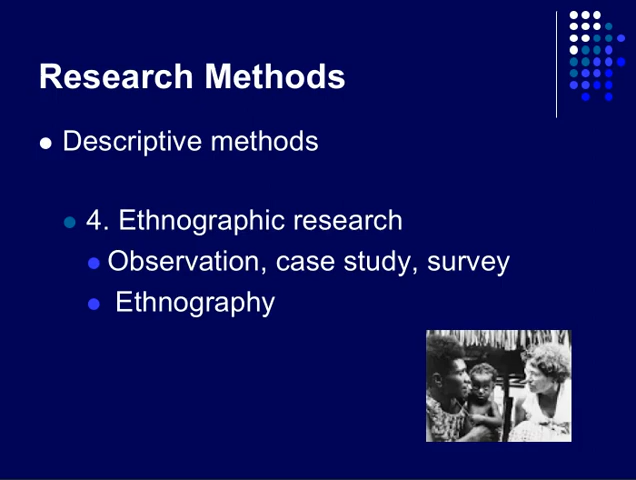 Research Methods
Descriptive methods
4. Ethnographic research
Observation, case study, survey
Ethnography